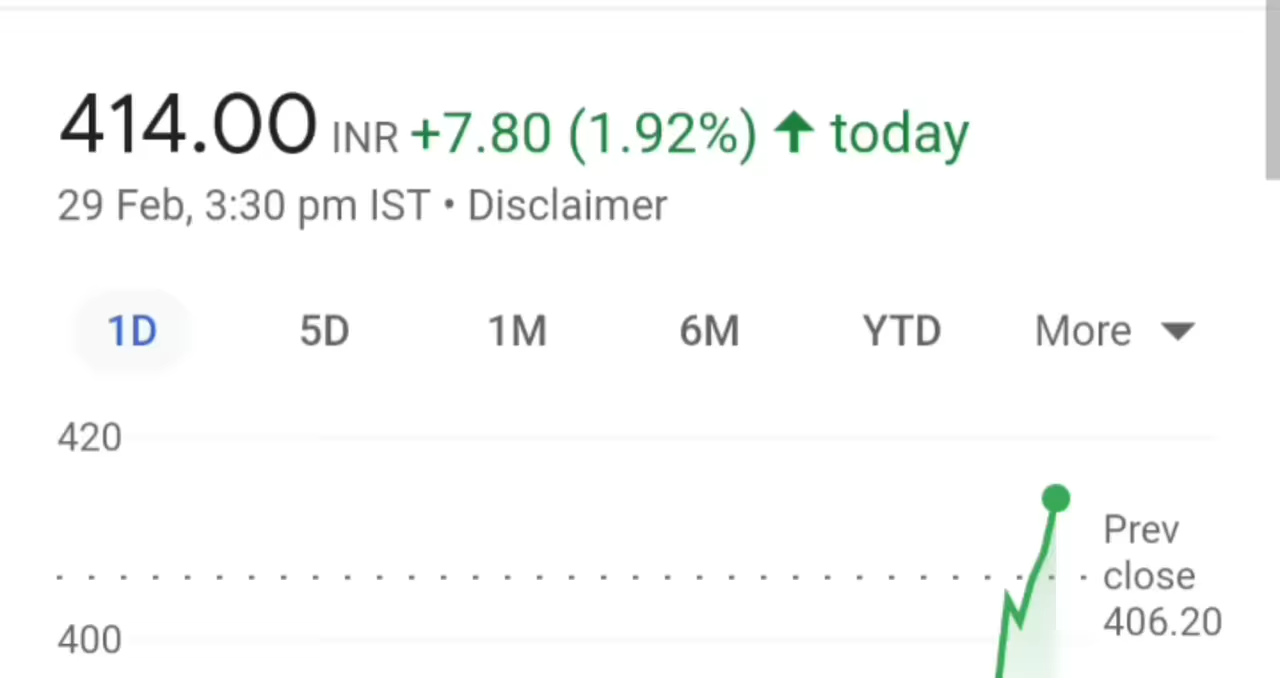 414.00 INR +7.80 (1.92%) ↑ today
29 Feb, 3:30 pm IST • Disclaimer
1D 5D 1M 6M YTD More
420
Prev
close
406.20
400